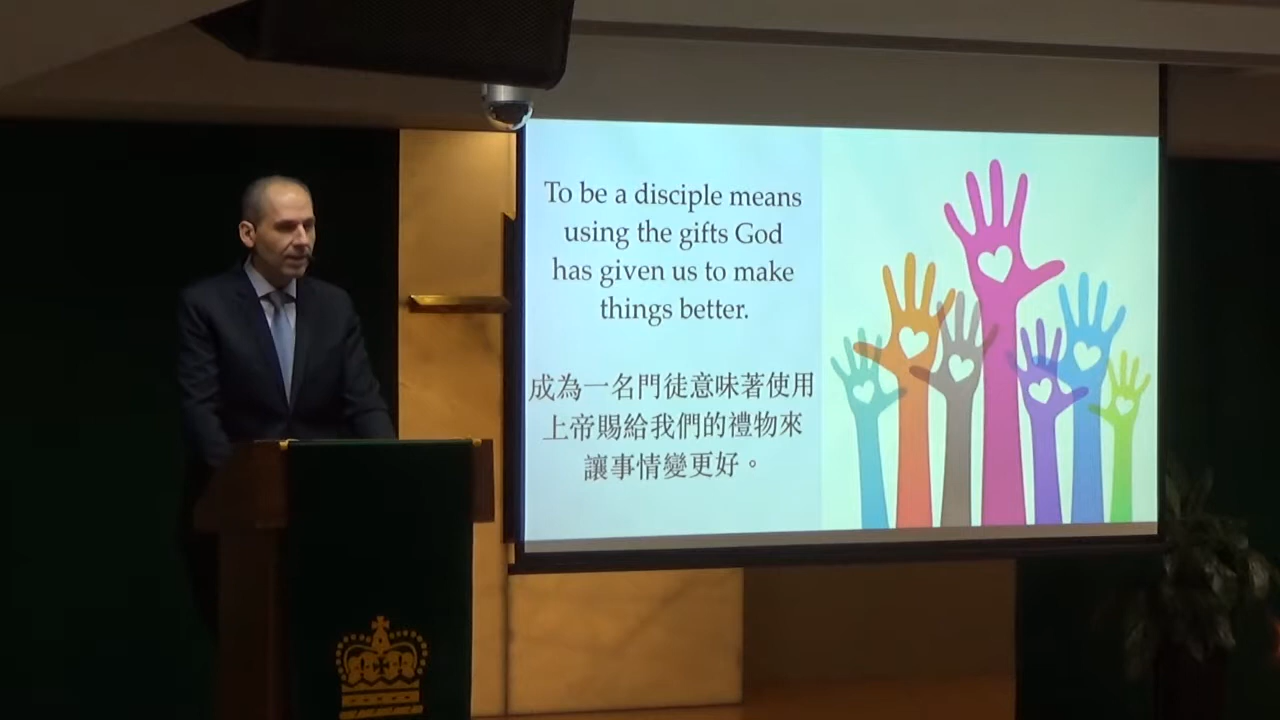 To be a disciple means
using the gifts God
has given us to make
things better.
成為一名門徒意味著使用
上帝賜給我們的禮物來
讓事情變更好。